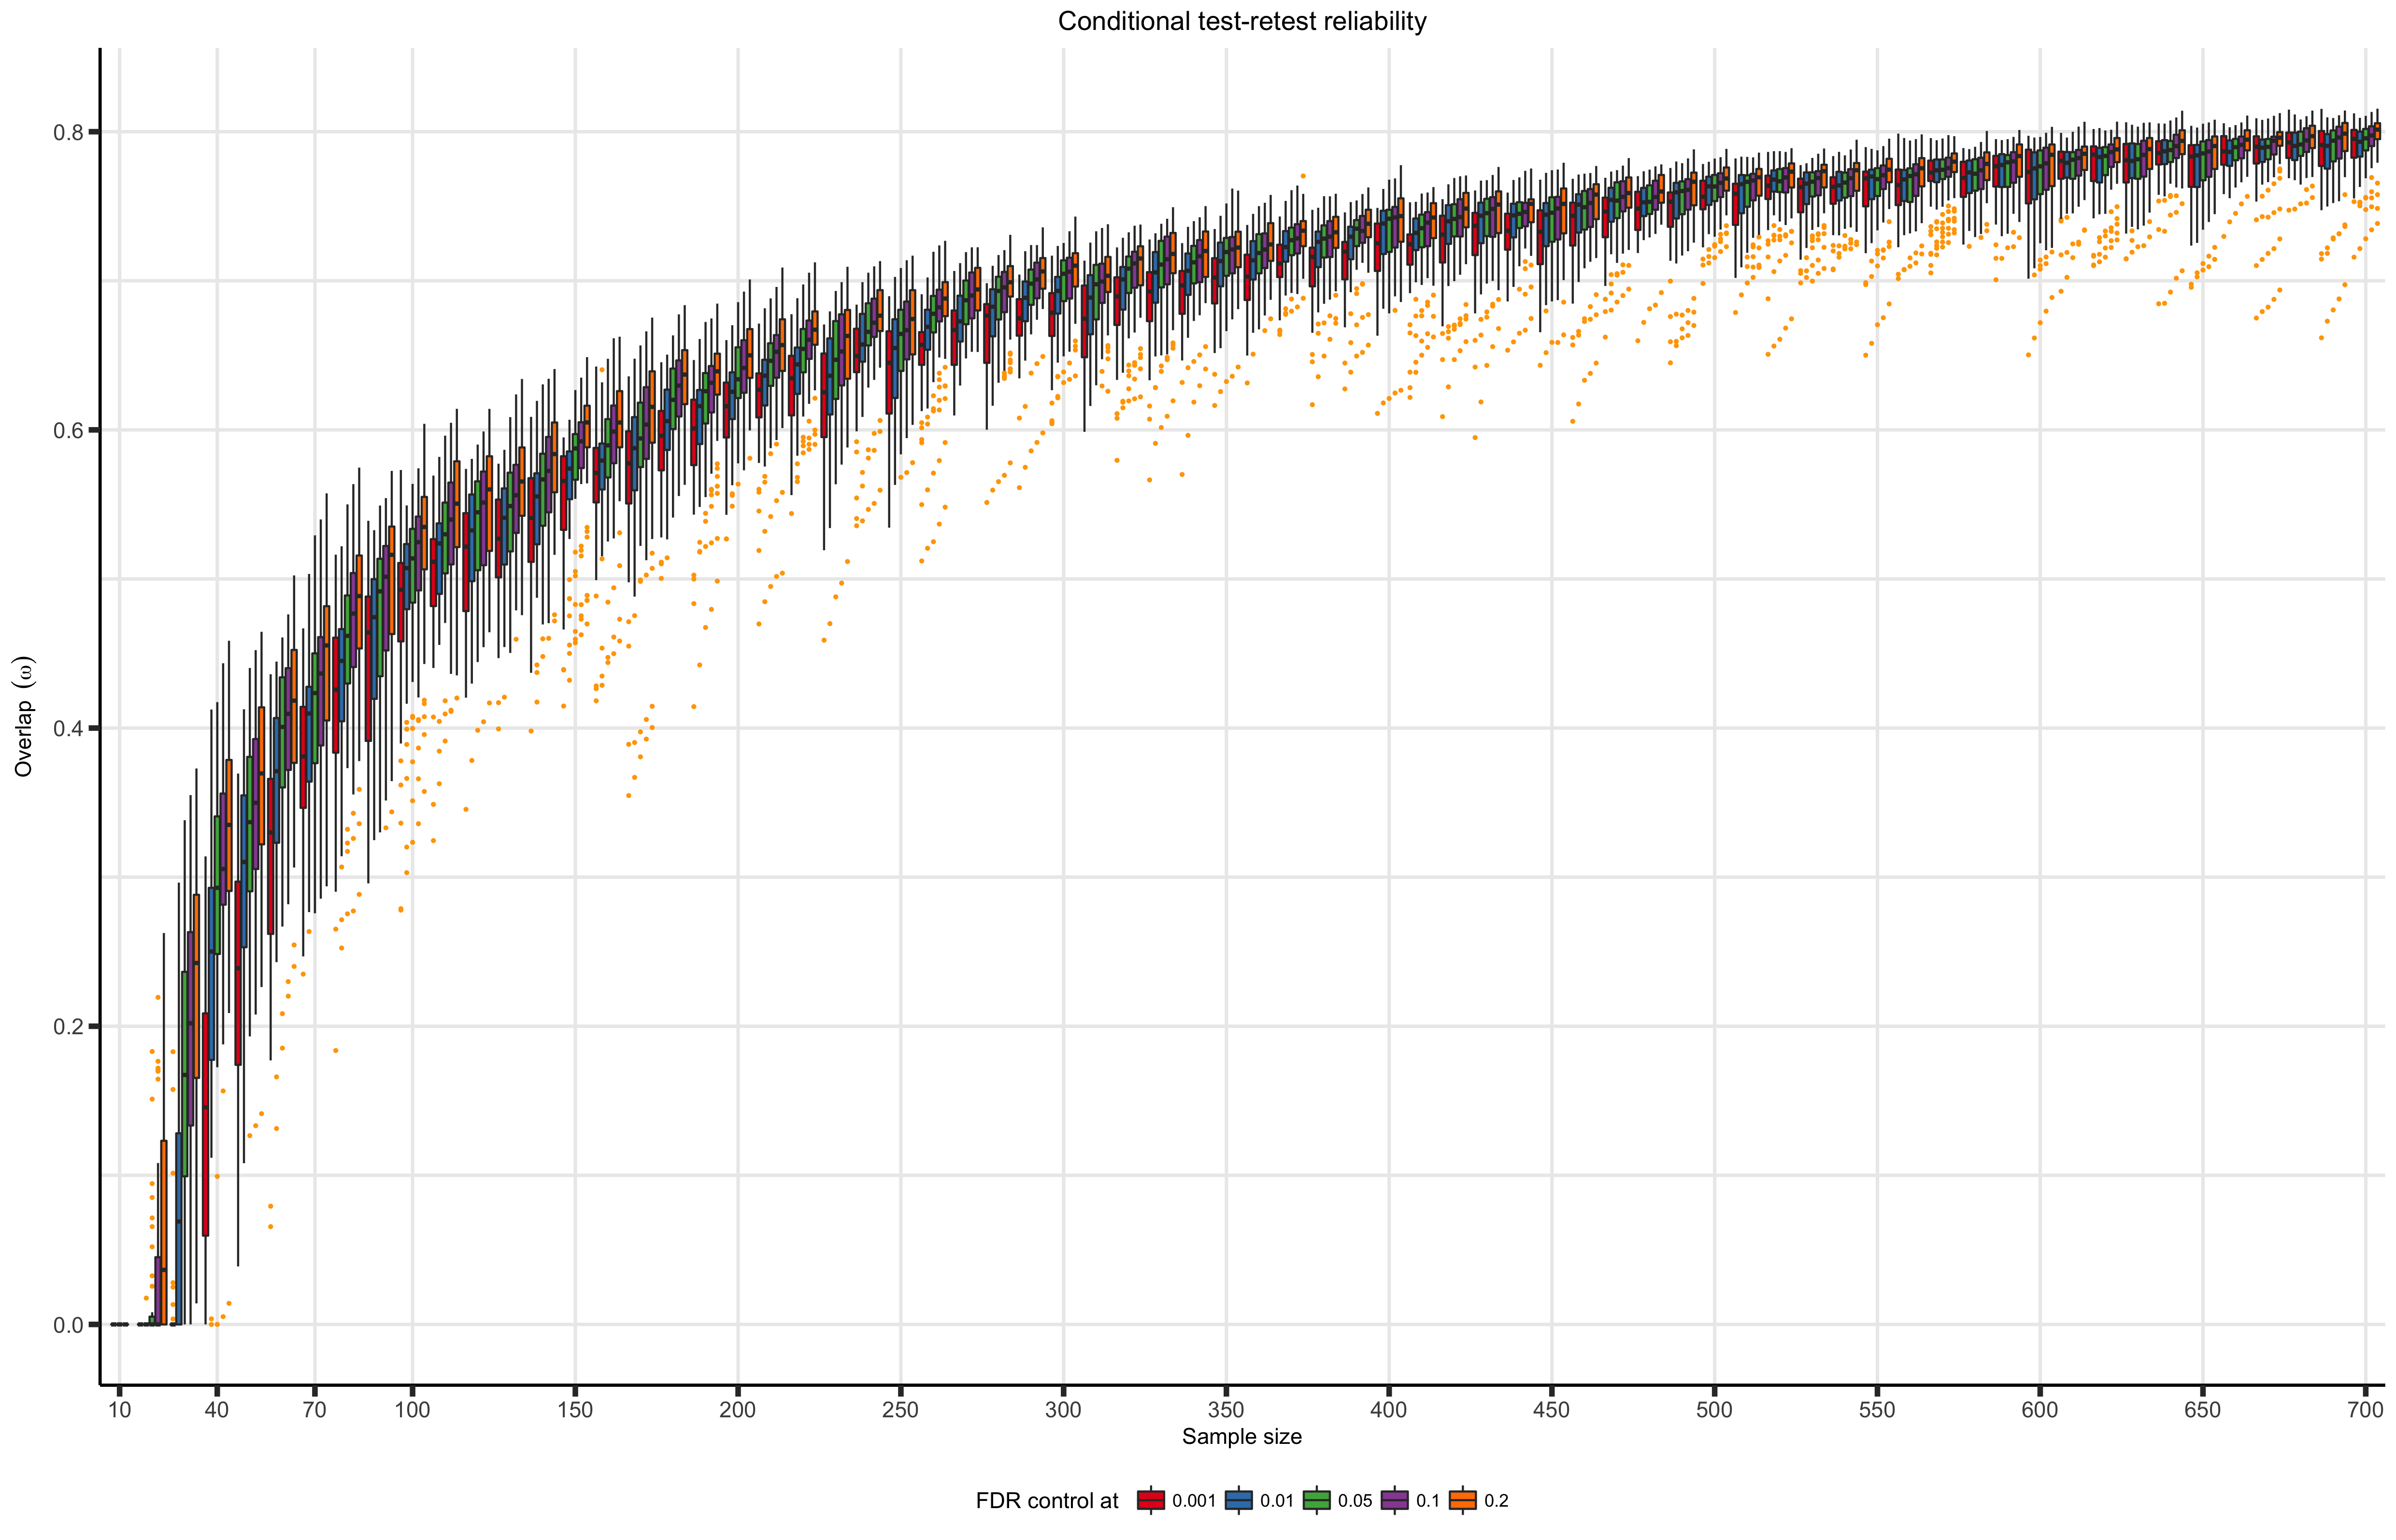 Conditional test-retest reliability
Overlap (ω)
0.8
0.6
0.4
0.2
0.0
10 40 70 100 150 200 250 300 350 400 450 500 550 600 650 700
Sample size
FDR control at 0.001 0.01 0.05 0.1 0.2